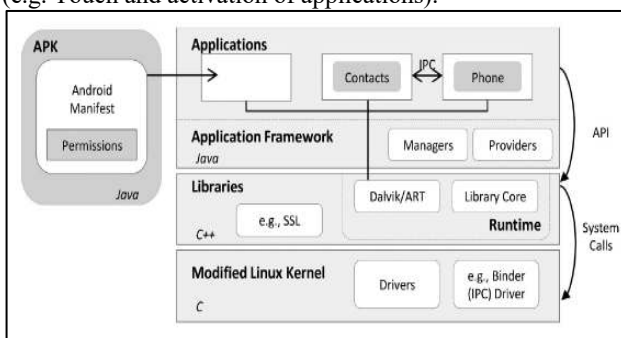 (e.g. Touch and activation of applications).
APK
Android
Manifest
Permissions
Java
Applications
Contacts
IPC
Phone
Application Framework
Java
Managers
Providers
API
Libraries
C++
e.g., SSL
Dalvik/ART
Library Core
Runtime
System
Calls
Modified Linux Kernel
C
Drivers
e.g., Binder
(IPC) Driver